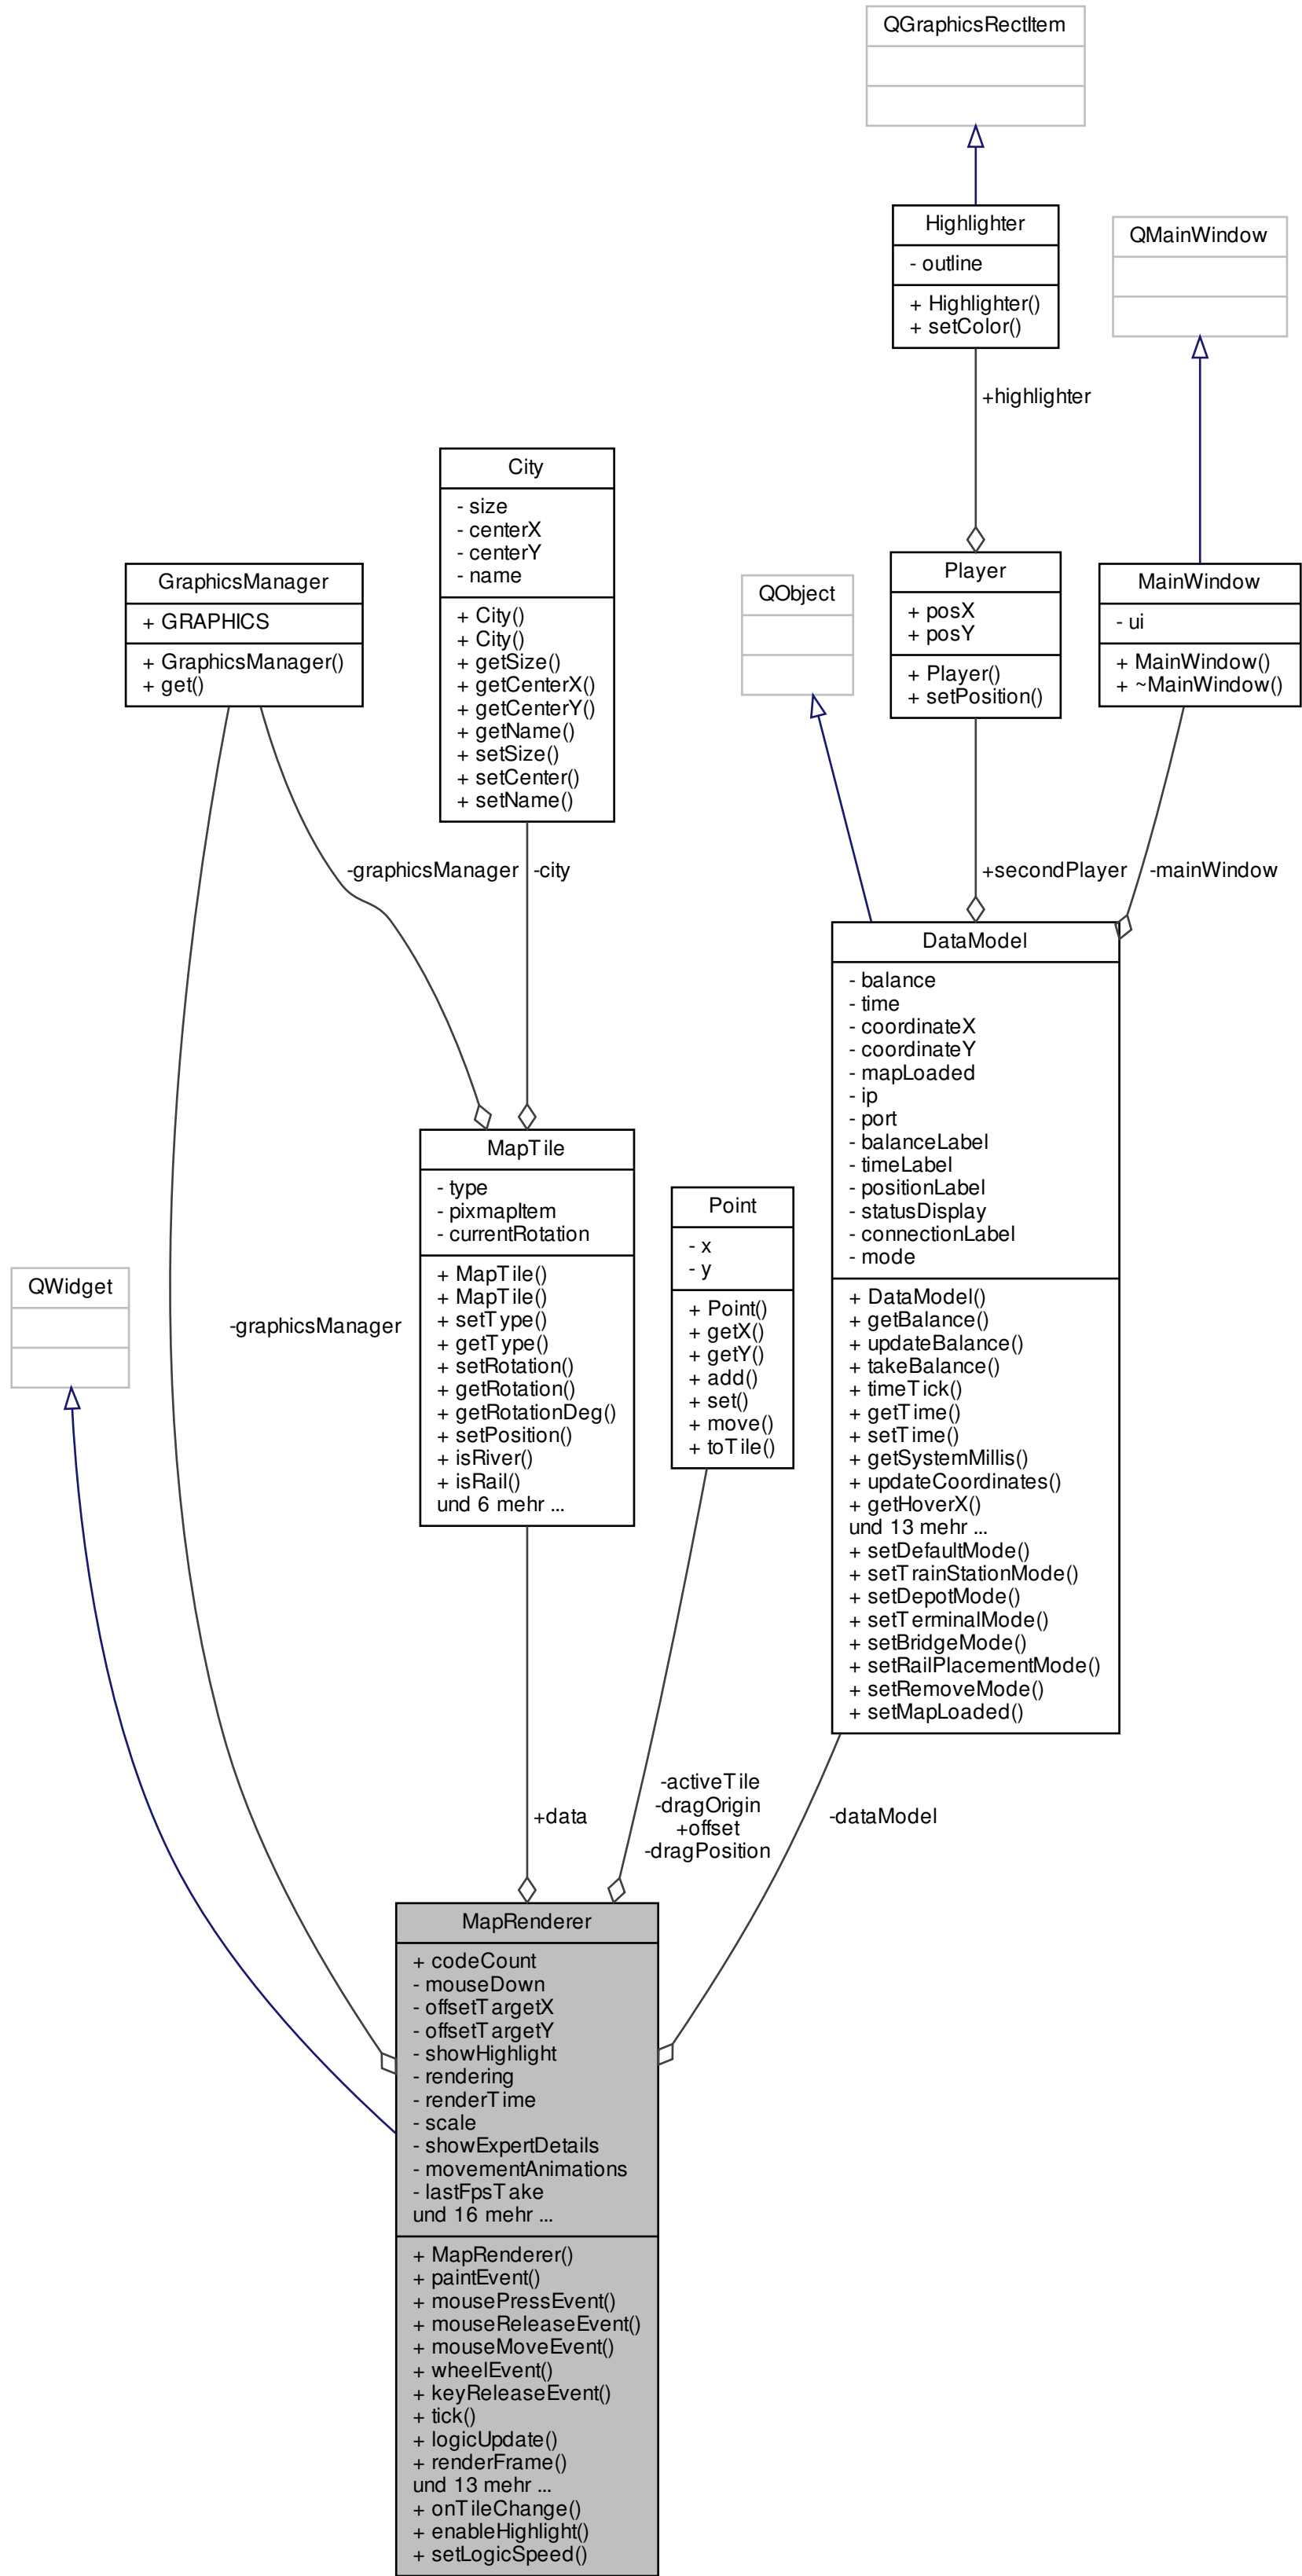 QGraphicsRectItem
Highlighter
- outline
+ Highlighter()
+ setColor()
QMainWindow
+highlighter
City
- size
- centerX
- centerY
- name
+ City()
+ City()
+ getSize()
+ getCenterX()
+ getCenterY()
+ getName()
+ setSize()
+ setCenter()
+ setName()
GraphicsManager
+ GRAPHICS
+ GraphicsManager()
+ get()
QObject
Player
+ posX
+ posY
+ Player()
+ setPosition()
MainWindow
- ui
+ MainWindow()
+ ~MainWindow()
-graphicsManager
-city
+secondPlayer
-mainWindow
DataModel
- balance
- time
- coordinateX
- coordinateY
- mapLoaded
- ip
- port
- balanceLabel
- timeLabel
- positionLabel
- statusDisplay
- connectionLabel
- mode
+ DataModel()
+ getBalance()
+ updateBalance()
+ takeBalance()
+ timeTick()
+ getTime()
+ setTime()
+ getSystemMillis()
+ updateCoordinates()
+ getHoverX()
und 13 mehr ...
+ setDefaultMode()
+ setTrainStationMode()
+ setDepotMode()
+ setTerminalMode()
+ setBridgeMode()
+ setRailPlacementMode()
+ setRemoveMode()
+ setMapLoaded()
MapTile
- type
- pixmapItem
- currentRotation
+ MapTile()
+ MapTile()
+ setType()
+ getType()
+ setRotation()
+ getRotation()
+ getRotationDeg()
+ setPosition()
+ isRiver()
+ isRail()
und 6 mehr ...
Point
- x
- y
+ Point()
+ getX()
+ getY()
+ add()
+ set()
+ move()
+ toTile()
QWidget
-graphicsManager
+data
-activeTile
-dragOrigin
+offset
-dragPosition
-dataModel
MapRenderer
+ codeCount
- mouseDown
- offsetTargetX
- offsetTargetY
- showHighlight
- rendering
- renderTime
- scale
- showExpertDetails
- movementAnimations
- lastFpsTake
und 16 mehr ...
+ MapRenderer()
+ paintEvent()
+ mousePressEvent()
+ mouseReleaseEvent()
+ mouseMoveEvent()
+ wheelEvent()
+ keyReleaseEvent()
+ tick()
+ logicUpdate()
+ renderFrame()
und 13 mehr ...
+ onTileChange()
+ enableHighlight()
+ setLogicSpeed()